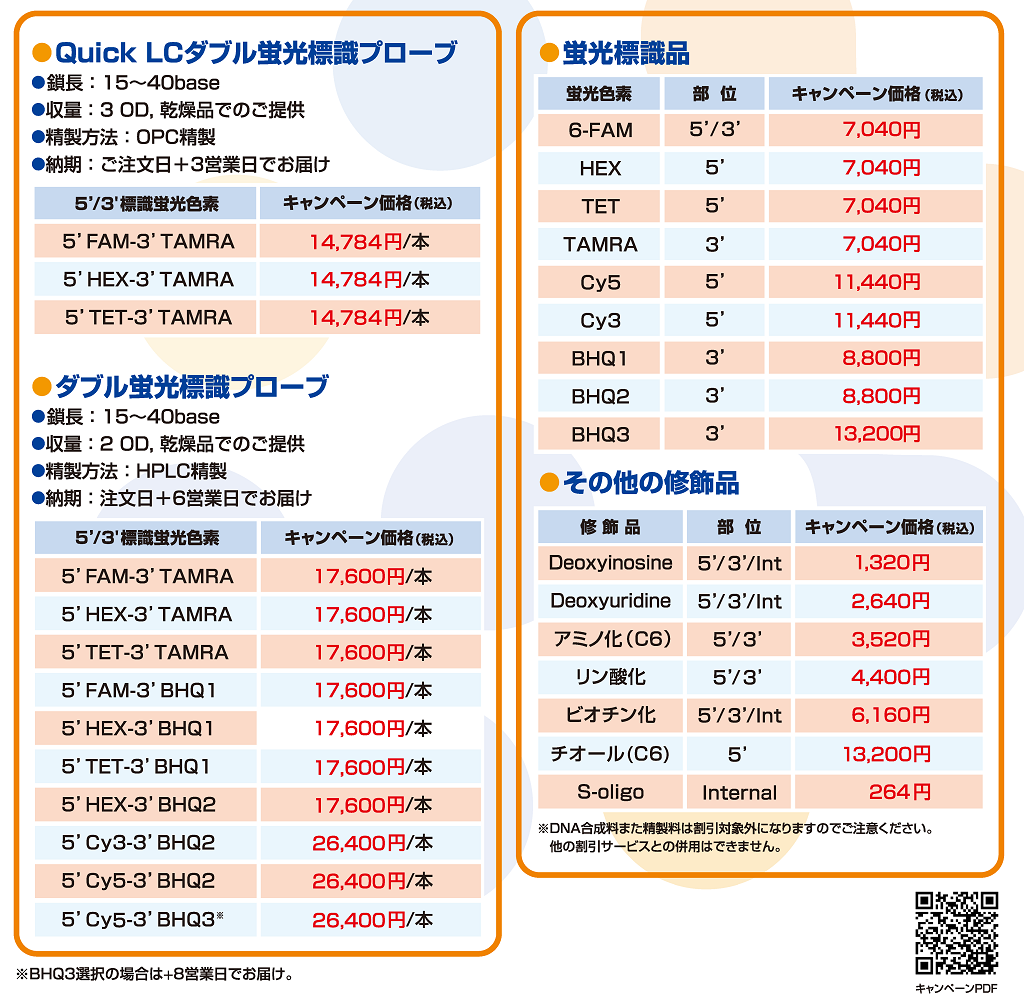 ●Quick LCダブル蛍光標識プローブ
●鎖長：15～40base
●収量：3 OD, 乾燥品でのご提供
●精製方法：OPC精製
●納期：ご注文日＋3営業日でお届け
5’/3’標識蛍光色素 キャンペーン価格(税込)
5’ FAM-3’ TAMRA 14,784円/本
5’ HEX-3’ TAMRA 14,784円/本
5’ TET-3’ TAMRA 14,784円/本
●ダブル蛍光標識プローブ
●鎖長：15～40base
●収量：2 OD, 乾燥品でのご提供
●精製方法：HPLC精製
●納期：注文日＋6営業日でお届け
5’/3’標識蛍光色素 キャンペーン価格(税込)
5’ FAM-3’ TAMRA 17,600円/本
5’ HEX-3’ TAMRA 17,600円/本
5’ TET-3’ TAMRA 17,600円/本
5’ FAM-3’ BHQ1 17,600円/本
5’ HEX-3’ BHQ1 17,600円/本
5’ TET-3’ BHQ1 17,600円/本
5’ HEX-3’ BHQ2 17,600円/本
5’ Cy3-3’ BHQ2 26,400円/本
5’ Cy5-3’ BHQ2 26,400円/本
5’ Cy5-3’ BHQ3※ 26,400円/本
※BHQ3選択の場合は+8営業日でお届け。
●蛍光標識品
蛍光色素 部 位 キャンペーン価格(税込)
6-FAM 5’/3’ 7,040円
HEX 5’ 7,040円
TET 5’ 7,040円
TAMRA 3’ 7,040円
Cy5 5’ 11,440円
Cy3 5’ 11,440円
BHQ1 3’ 8,800円
BHQ2 3’ 8,800円
BHQ3 3’ 13,200円
●その他の修飾品
修 飾 品 部 位 キャンペーン価格(税込)
Deoxyinosine 5’/3’/Int 1,320円
Deoxyuridine 5’/3’/Int 2,640円
アミノ化(C6) 5’/3’ 3,520円
リン酸化 5’/3’ 4,400円
ビオチン化 5’/3’/Int 6,160円
チオール(C6) 5’ 13,200円
S-oligo Internal 264円
※DNA合成料また精製料は割引対象外になりますのでご注意ください。
他の割引サービスとの併用はできません。
キャンペーンPDF